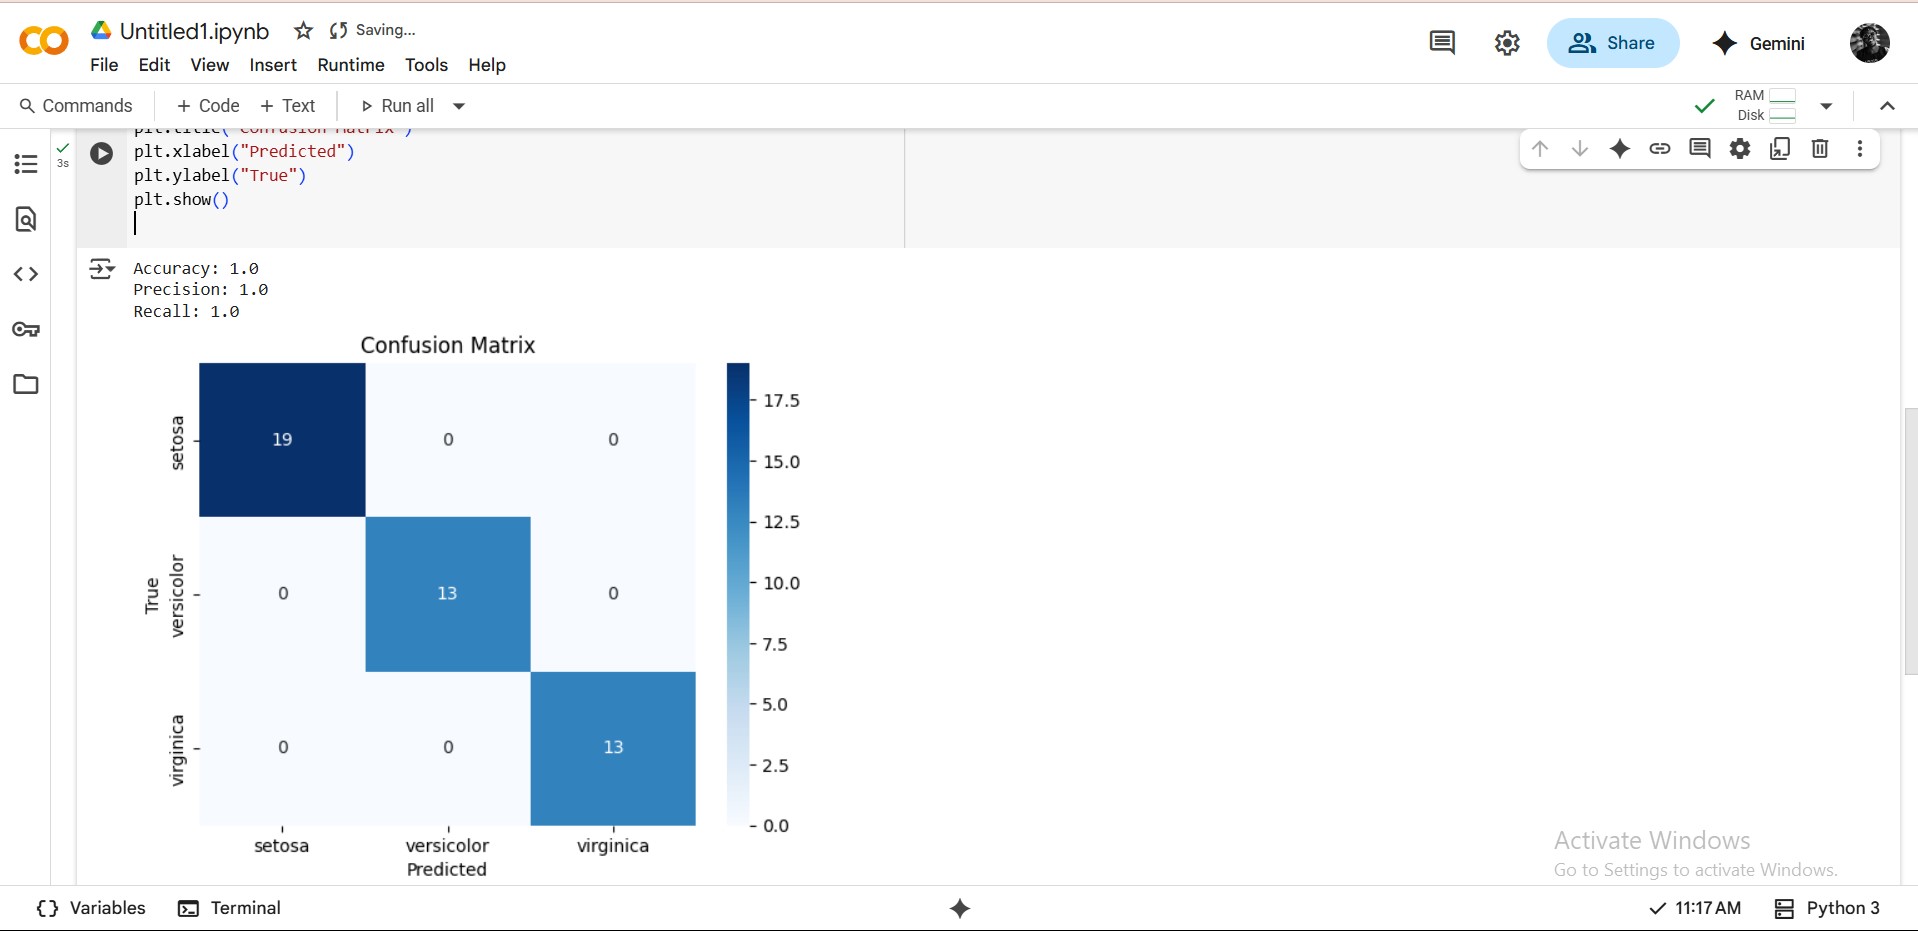 Untitled1.ipynb
Saving...
File Edit View Insert Runtime Tools Help
Share
Gemini
Commands
+ Code + Text
Run all
RAM
Disk
plt.title("Confusion Matrix")
3s
plt.xlabel("Predicted")
plt.ylabel("True")
plt.show()
Accuracy: 1.0
Precision: 1.0
Recall: 1.0
Confusion Matrix
setosa
19 0 0
True
versicolor
0 13 0
virginica
0 0 13
setosa versicolor virginica
Predicted
17.5
15.0
12.5
10.0
7.5
5.0
2.5
0.0
Activate Windows
Go to Settings to activate Windows.
{} Variables
Terminal
11:17 AM
Python 3